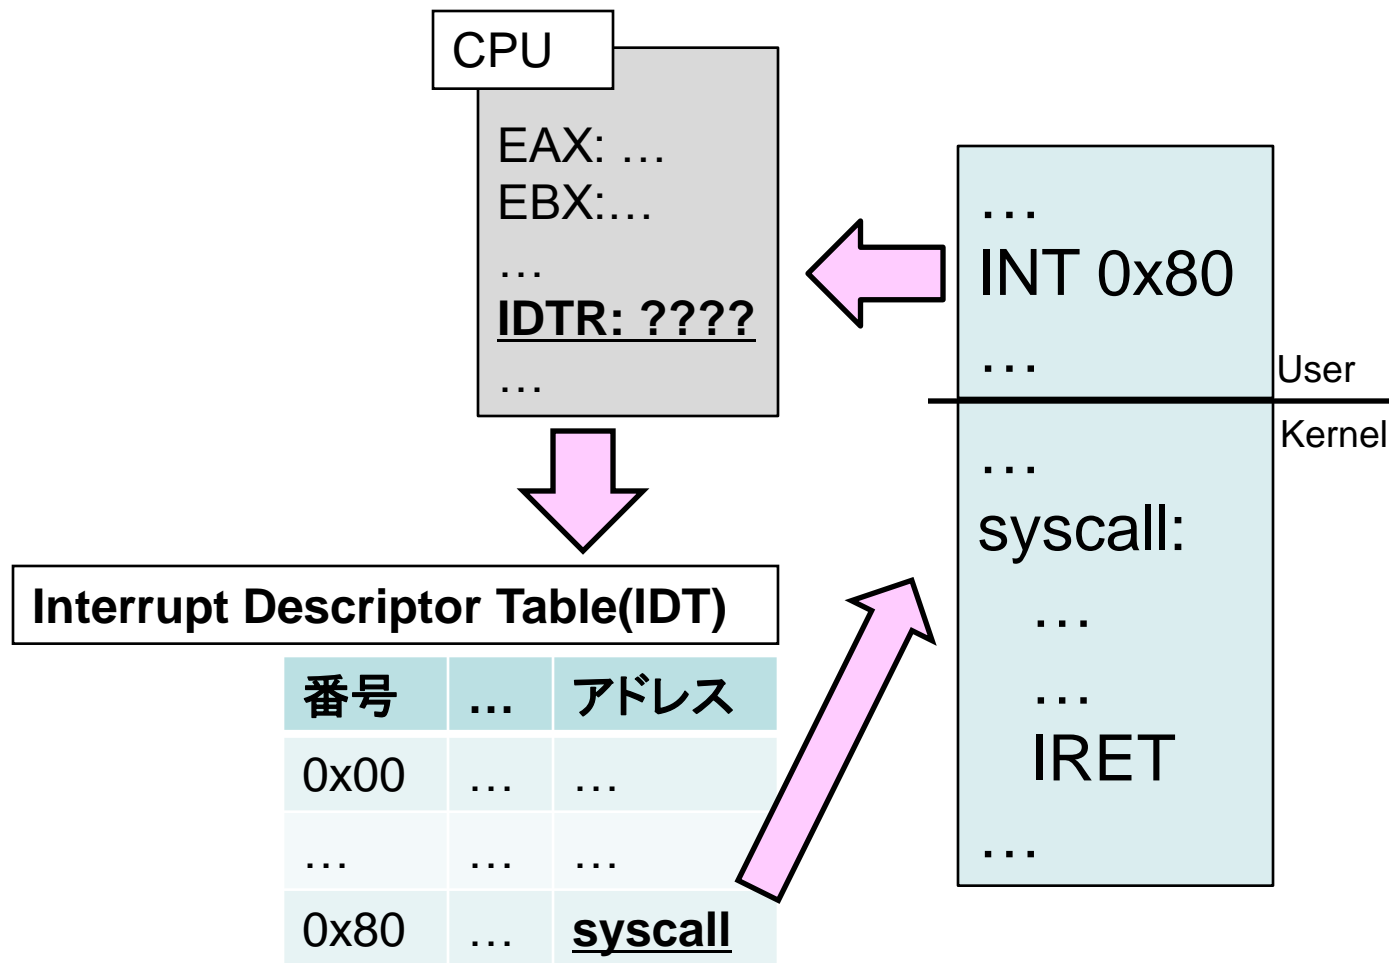 CPU
EAX: …
EBX:…
…
IDTR: ????
…
…
INT 0x80
…
User
Kernel
…
syscall:
…
…
IRET
…
Interrupt Descriptor Table(IDT)
番号 … アドレス
0x00 … …
… … …
0x80 … syscall